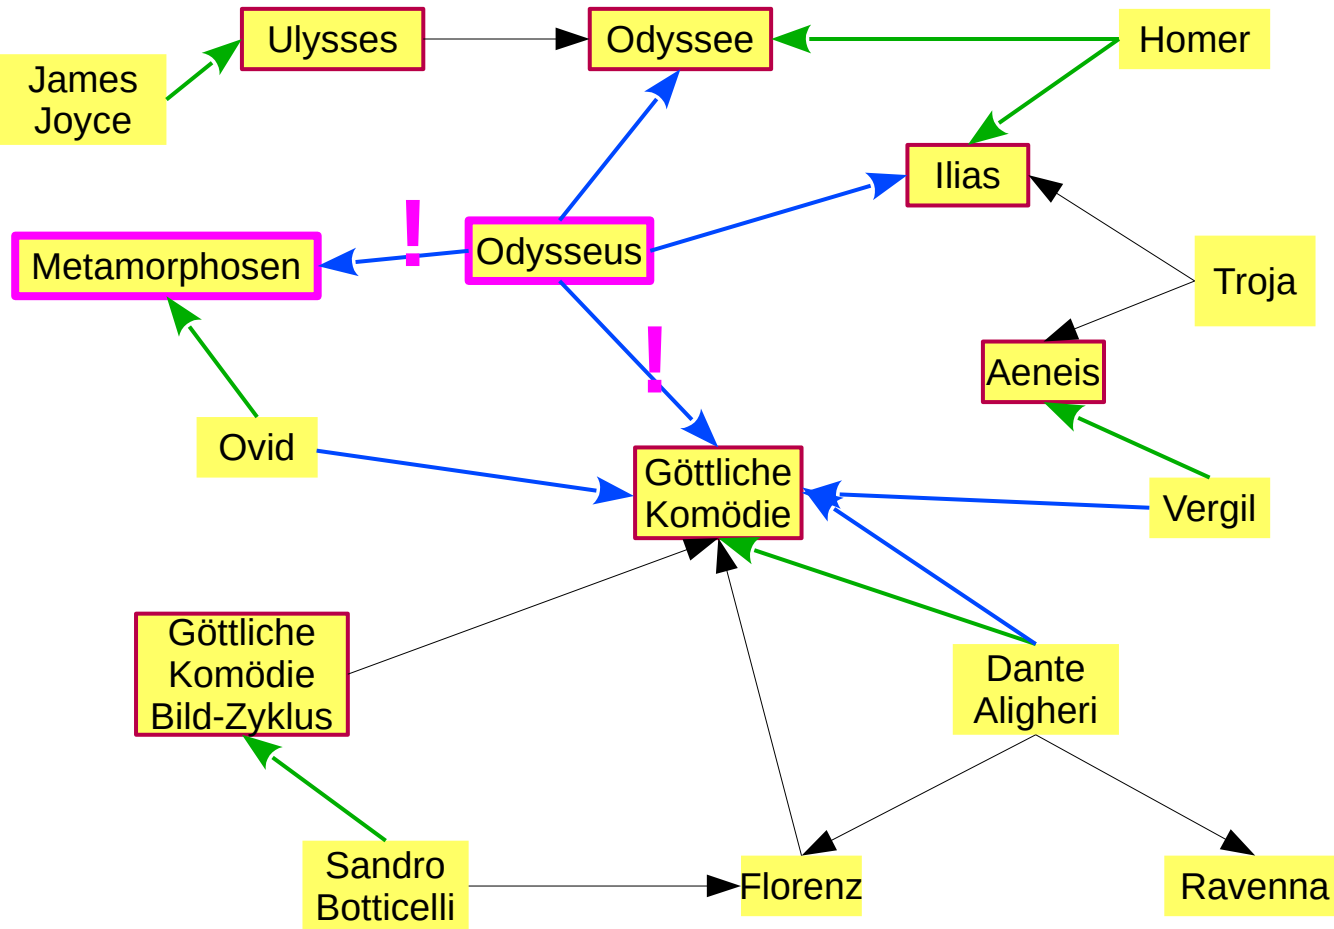 Ulysses
Odyssee
Homer
James
Joyce
Ilias
!
Odysseus
Metamorphosen
Troja
!
Aeneis
Ovid
Göttliche
Komödie
Vergil
Göttliche
Komödie
Bild-Zyklus
Dante
Aligheri
Sandro
Botticelli
Florenz
Ravenna